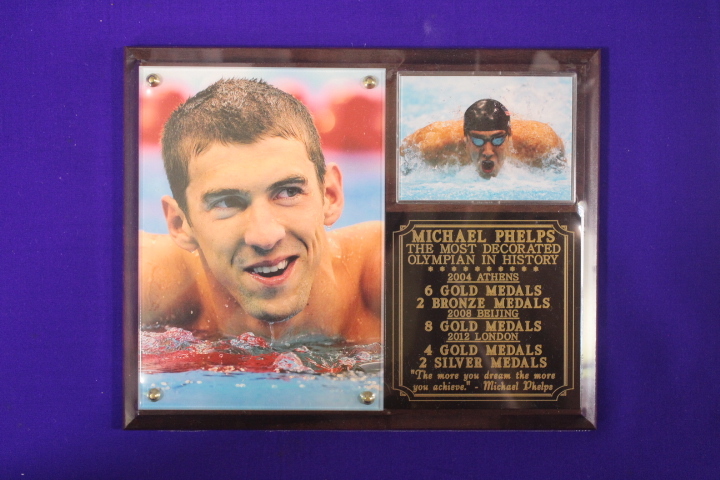 MICHAEL PHELPS
THE MOST DECORATED
OLYMPIAN IN HISTORY
* * * * * * * * * *
2004 ATHENS
6 GOLD MEDALS
2 BRONZE MEDALS
2008 BEIJING
8 GOLD MEDALS
2012 LONDON
4 GOLD MEDALS
2 SILVER MEDALS
"The more you dream the more
you achieve." - Michael Phelps